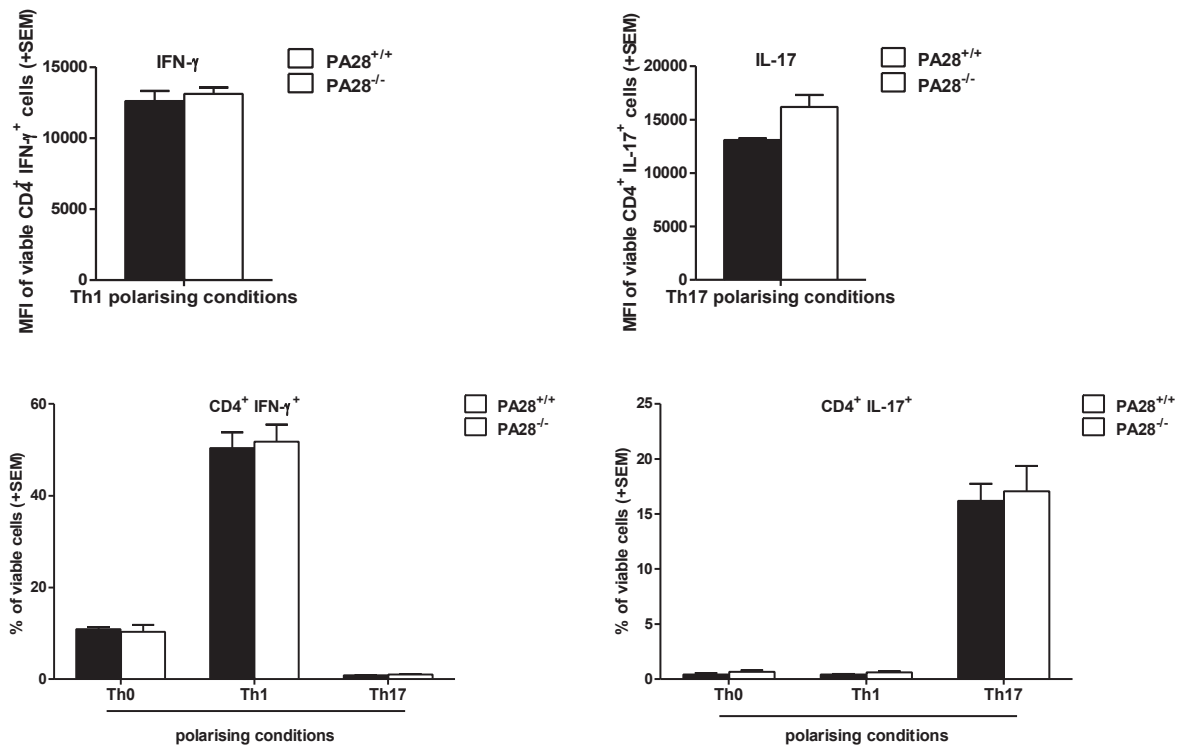 MFI of viable CD4⁺ IFN-γ⁺ cells (+SEM)
IFN-γ
PA28⁺/⁺
PA28⁻/⁻
15000
10000
5000
0
Th1 polarising conditions
MFI of viable CD4⁺ IL-17⁺ cells (+SEM)
IL-17
PA28⁺/⁺
PA28⁻/⁻
20000
15000
10000
5000
0
Th17 polarising conditions
% of viable cells (+SEM)
CD4⁺ IFN-γ⁺
PA28⁺/⁺
PA28⁻/⁻
60
40
20
0
Th0 Th1 Th17
polarising conditions
% of viable cells (+SEM)
CD4⁺ IL-17⁺
PA28⁺/⁺
PA28⁻/⁻
25
20
15
10
5
0
Th0 Th1 Th17
polarising conditions